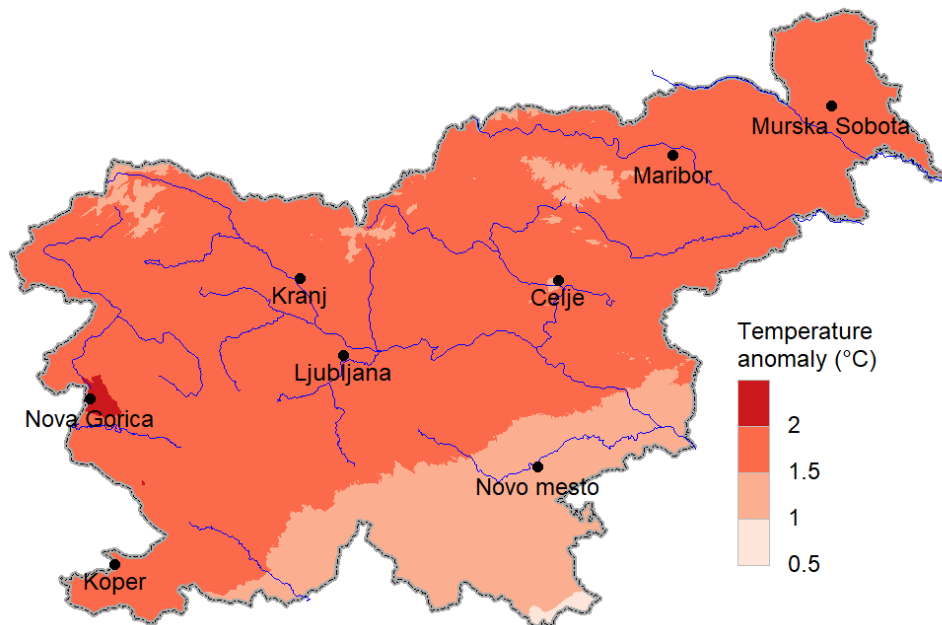 Murska Sobota
Maribor
Kranj
Celje
Ljubljana
Nova Gorica
Novo mesto
Koper
Temperature
anomaly (°C)
2
1.5
1
0.5